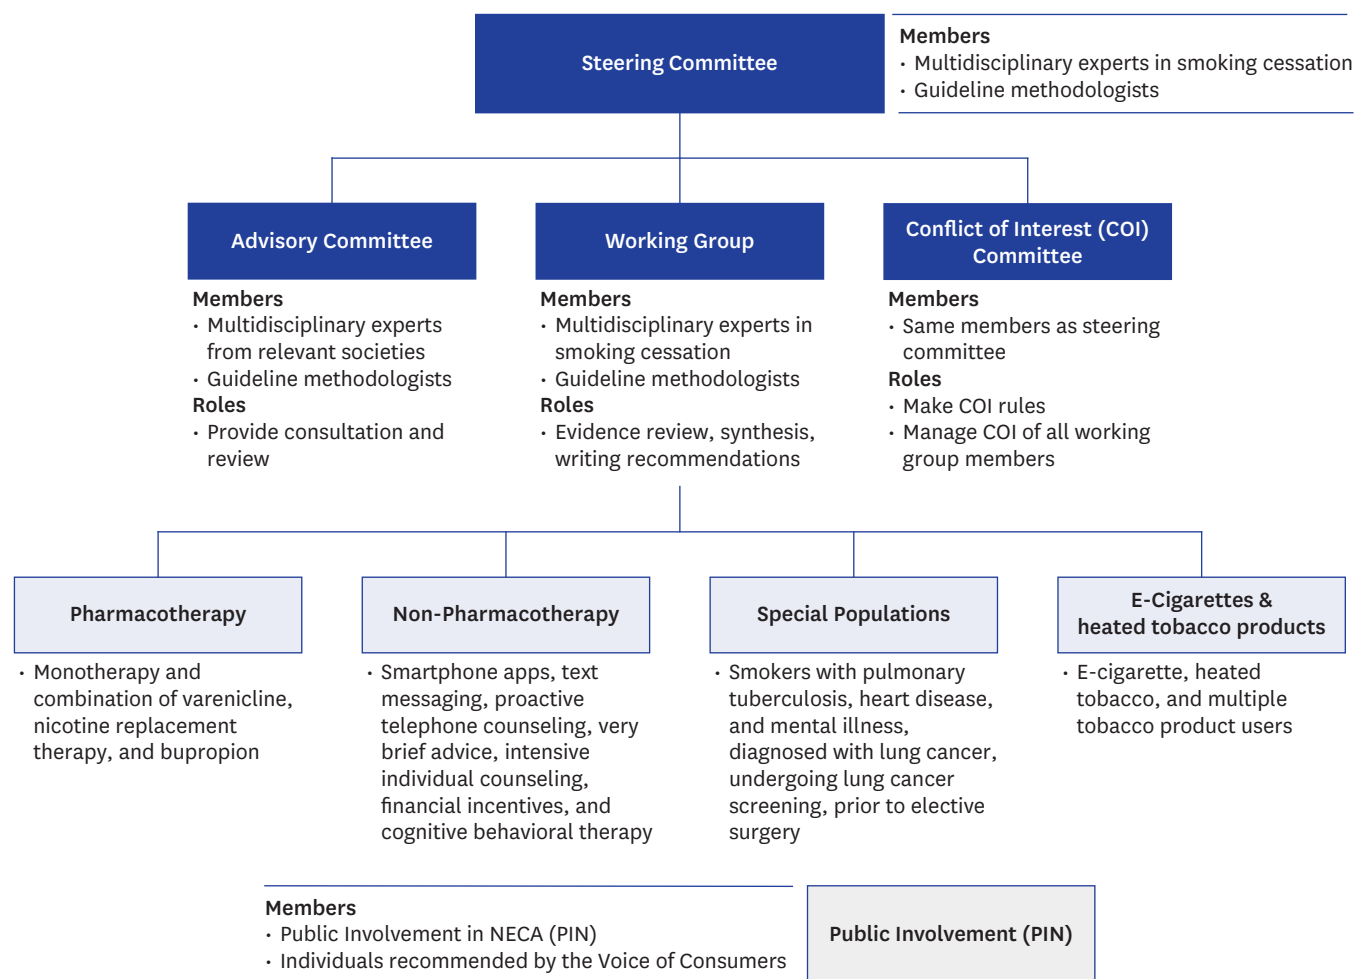 Steering Committee
Members
· Multidisciplinary experts in smoking cessation
· Guideline methodologists
Advisory Committee
Members
· Multidisciplinary experts
from relevant societies
· Guideline methodologists
Roles
· Provide consultation and
review
Working Group
Members
· Multidisciplinary experts in
smoking cessation
· Guideline methodologists
Roles
· Evidence review, synthesis,
writing recommendations
Conflict of Interest (COI)
Committee
Members
· Same members as steering
committee
Roles
· Make COI rules
· Manage COI of all working
group members
Pharmacotherapy
· Monotherapy and
combination of varenicline,
nicotine replacement
therapy, and bupropion
Non-Pharmacotherapy
· Smartphone apps, text
messaging, proactive
telephone counseling, very
brief advice, intensive
individual counseling,
financial incentives, and
cognitive behavioral therapy
Special Populations
· Smokers with pulmonary
tuberculosis, heart disease,
and mental illness,
diagnosed with lung cancer,
undergoing lung cancer
screening, prior to elective
surgery
E-Cigarettes &
heated tobacco products
· E-cigarette, heated
tobacco, and multiple
tobacco product users
Members
· Public Involvement in NECA (PIN)
· Individuals recommended by the Voice of Consumers
Public Involvement (PIN)